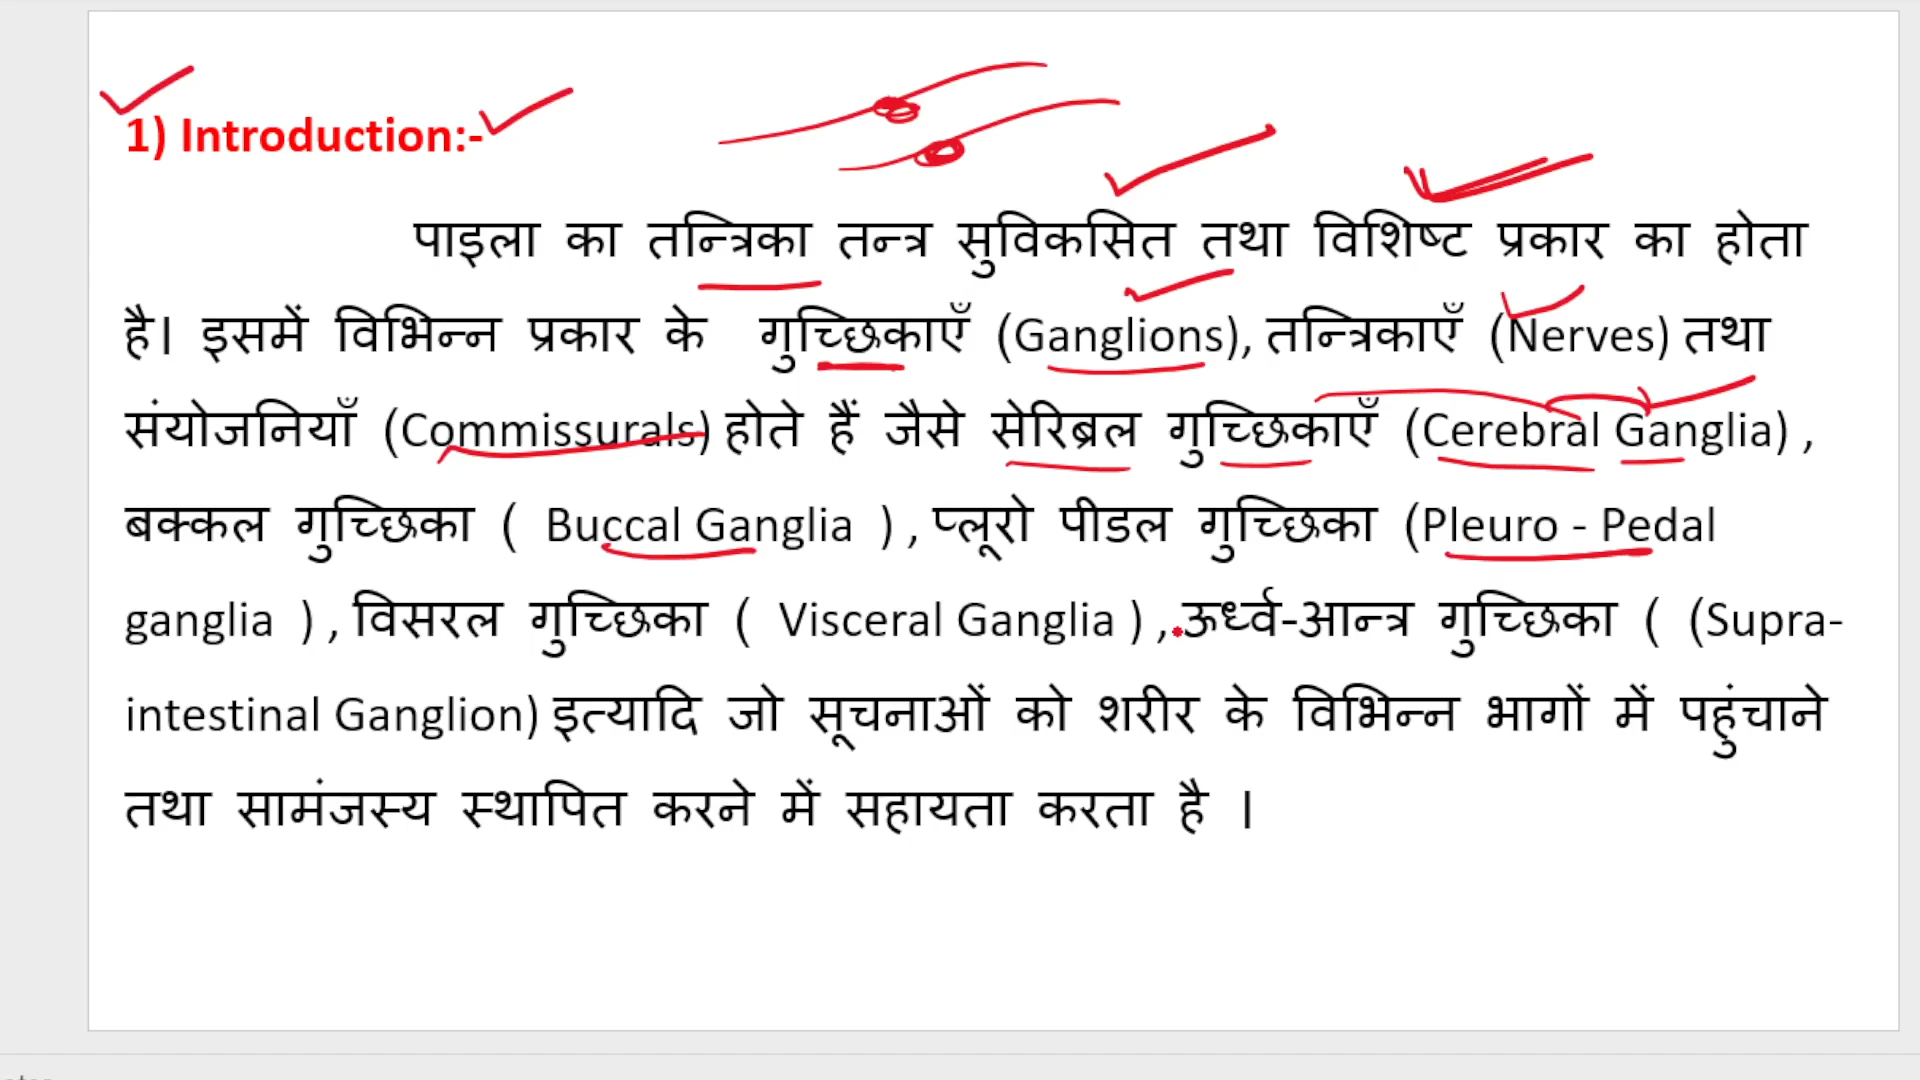 1) Introduction:-
पाइला का तन्त्रिका तन्त्र सुविकसित तथा विशिष्ट प्रकार का होता
है। इसमें विभिन्न प्रकार के गुच्छिकाएँ (Ganglions), तन्त्रिकाएँ (Nerves) तथा
संयोजनियाँ (Commissurals) होते हैं जैसे सेरिब्रल गुच्छिकाएँ (Cerebral Ganglia) ,
बक्कल गुच्छिका ( Buccal Ganglia ) , प्लूरो पीडल गुच्छिका (Pleuro - Pedal
ganglia ) , विसरल गुच्छिका ( Visceral Ganglia ) , ऊर्ध्व-आन्त्र गुच्छिका ( (Supra-
intestinal Ganglion) इत्यादि जो सूचनाओं को शरीर के विभिन्न भागों में पहुंचाने
तथा सामंजस्य स्थापित करने में सहायता करता है ।